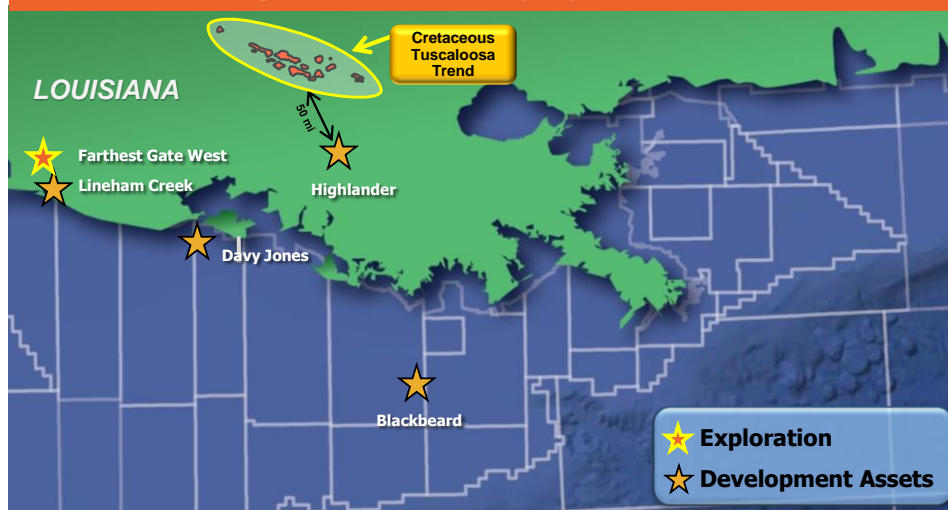 Cretaceous
Tuscaloosa
Trend
LOUISIANA
50 mi
Farthest Gate West
Lineham Creek
Highlander
Davy Jones
Blackbeard
Exploration
Development Assets